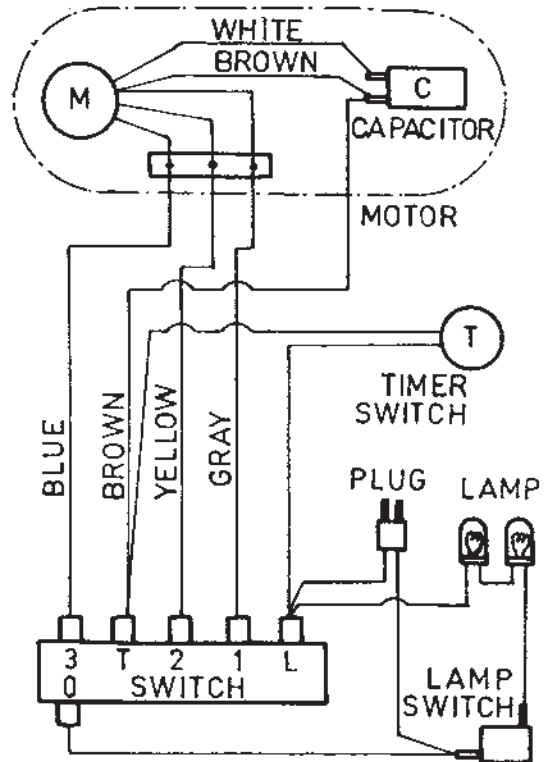 WHITE
BROWN
M
C
CAPACITOR
MOTOR
T
TIMER
SWITCH
BLUE
BROWN
YELLOW
GRAY
PLUG
LAMP
3 T 2 1 L
0 SWITCH
LAMP
SWITCH